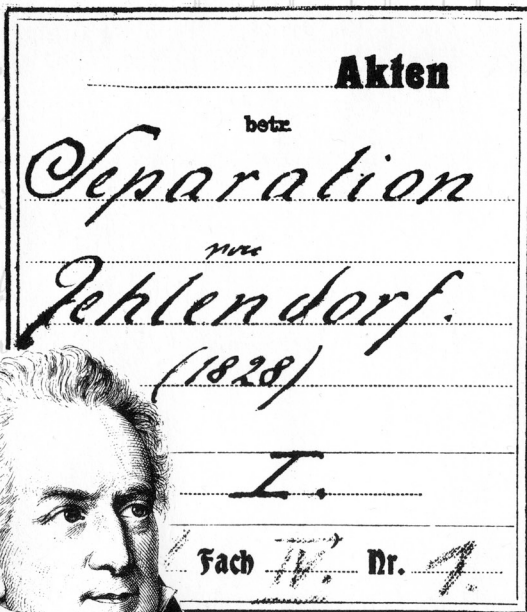 Akten
betr.
Separation
von
Zehlendorf.
(1828)
I.
Fach IV. Nr. 1.